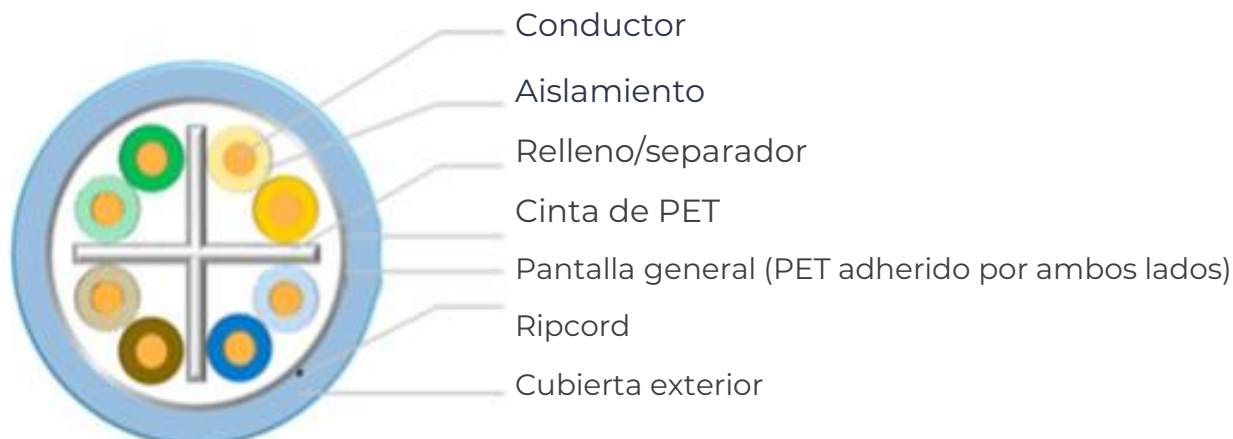 Conductor
Aislamiento
Relleno/separador
Cinta de PET
Pantalla general (PET adherido por ambos lados)
Ripcord
Cubierta exterior